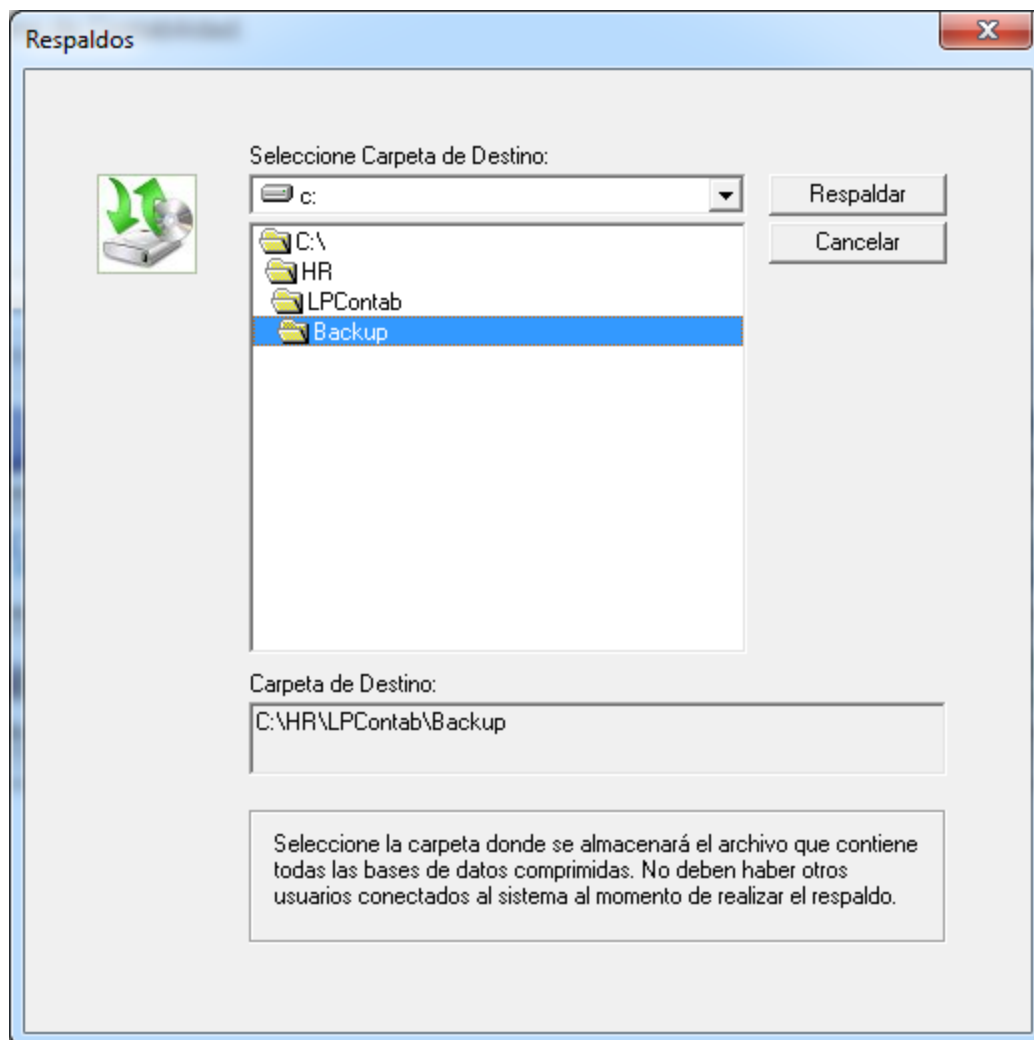 Respaldos
Seleccione Carpeta de Destino:
c:
Respaldar
C:\
Cancelar
HR
LPContab
Backup
Carpeta de Destino:
C:\HR\LPContab\Backup
Seleccione la carpeta donde se almacenará el archivo que contiene
todas las bases de datos comprimidas. No deben haber otros
usuarios conectados al sistema al momento de realizar el respaldo.